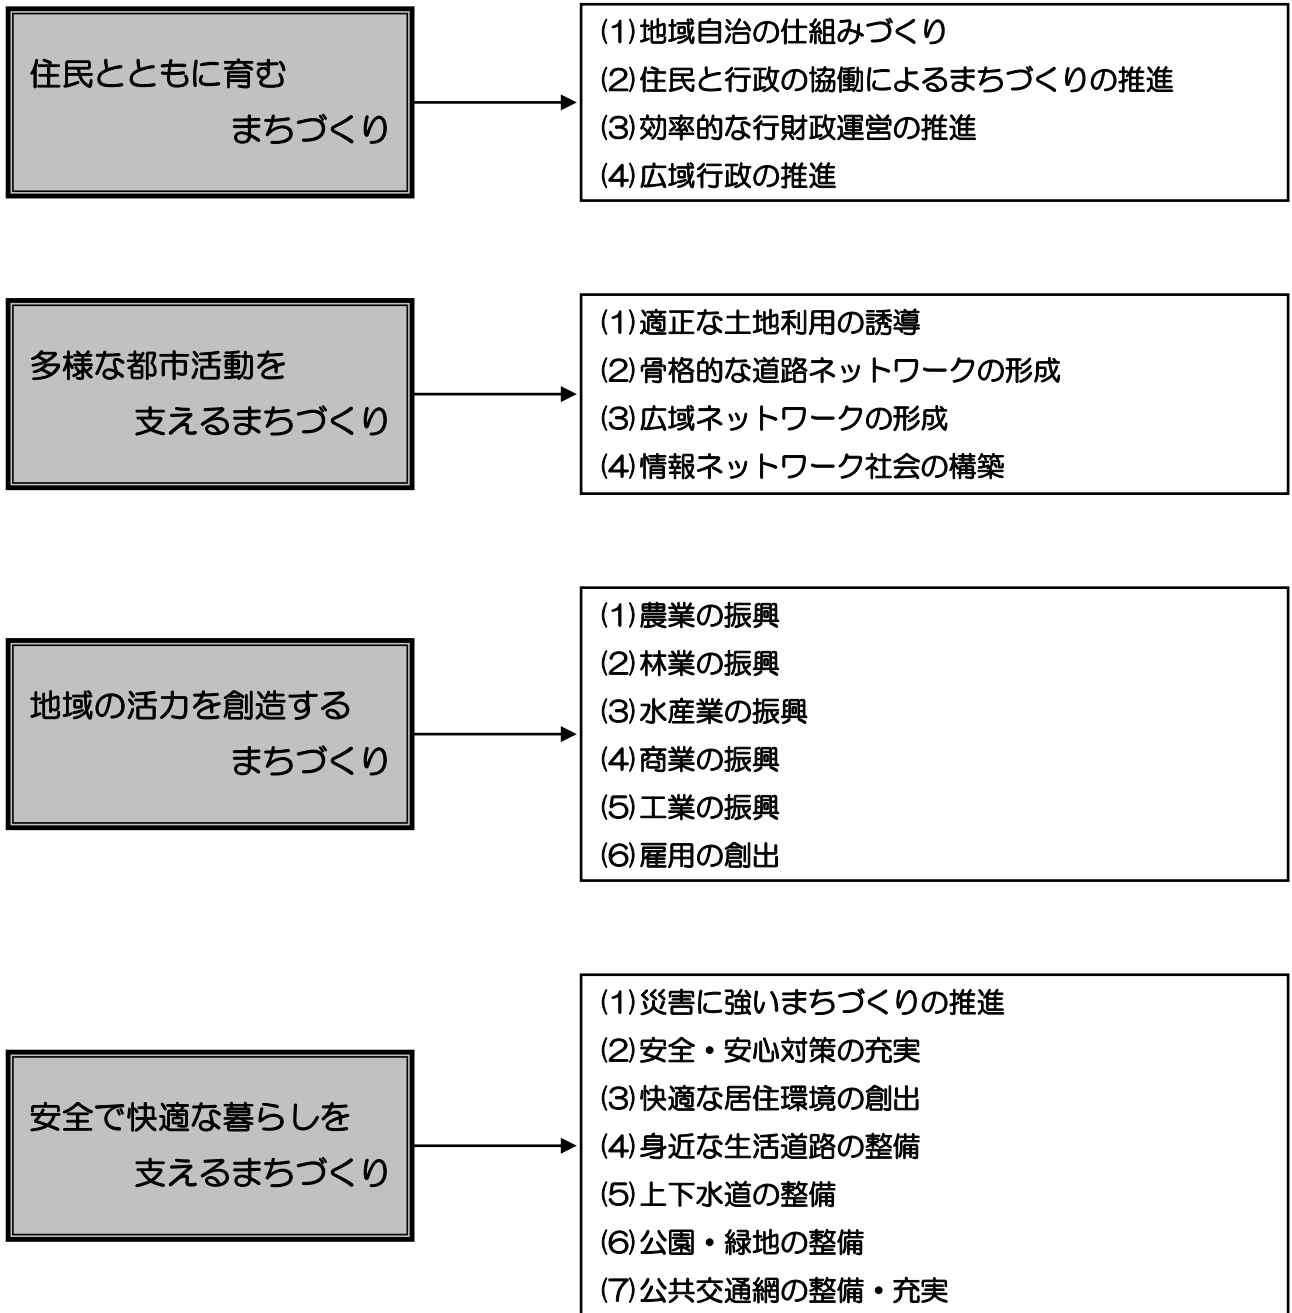 住民とともに育む
まちづくり
(1)地域自治の仕組みづくり
(2)住民と行政の協働によるまちづくりの推進
(3)効率的な行財政運営の推進
(4)広域行政の推進
多様な都市活動を
支えるまちづくり
(1)適正な土地利用の誘導
(2)骨格的な道路ネットワークの形成
(3)広域ネットワークの形成
(4)情報ネットワーク社会の構築
地域の活力を創造する
まちづくり
(1)農業の振興
(2)林業の振興
(3)水産業の振興
(4)商業の振興
(5)工業の振興
(6)雇用の創出
安全で快適な暮らしを
支えるまちづくり
(1)災害に強いまちづくりの推進
(2)安全・安心対策の充実
(3)快適な居住環境の創出
(4)身近な生活道路の整備
(5)上下水道の整備
(6)公園・緑地の整備
(7)公共交通網の整備・充実